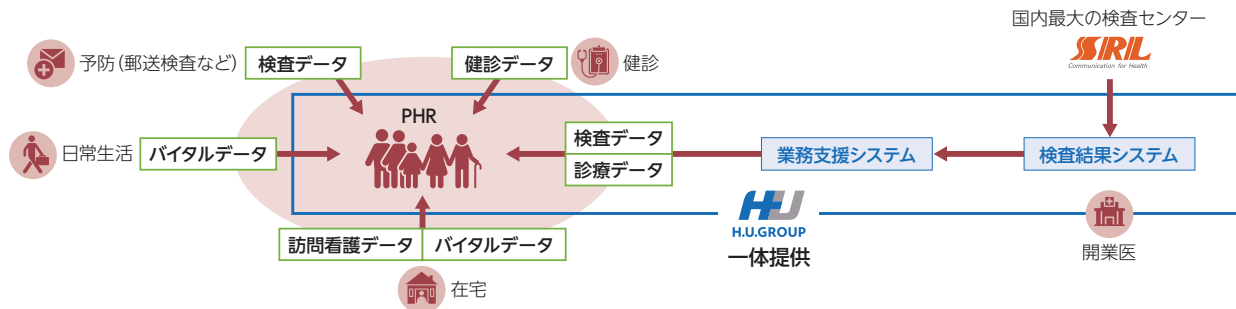 国内最大の検査センター
SRL
Communication for Health
予防(郵送検査など)
検査データ
健診データ
健診
PHR
日常生活
バイタルデータ
検査データ
診療データ
業務支援システム
検査結果システム
H.U.GROUP
一体提供
開業医
訪問看護データ
バイタルデータ
在宅